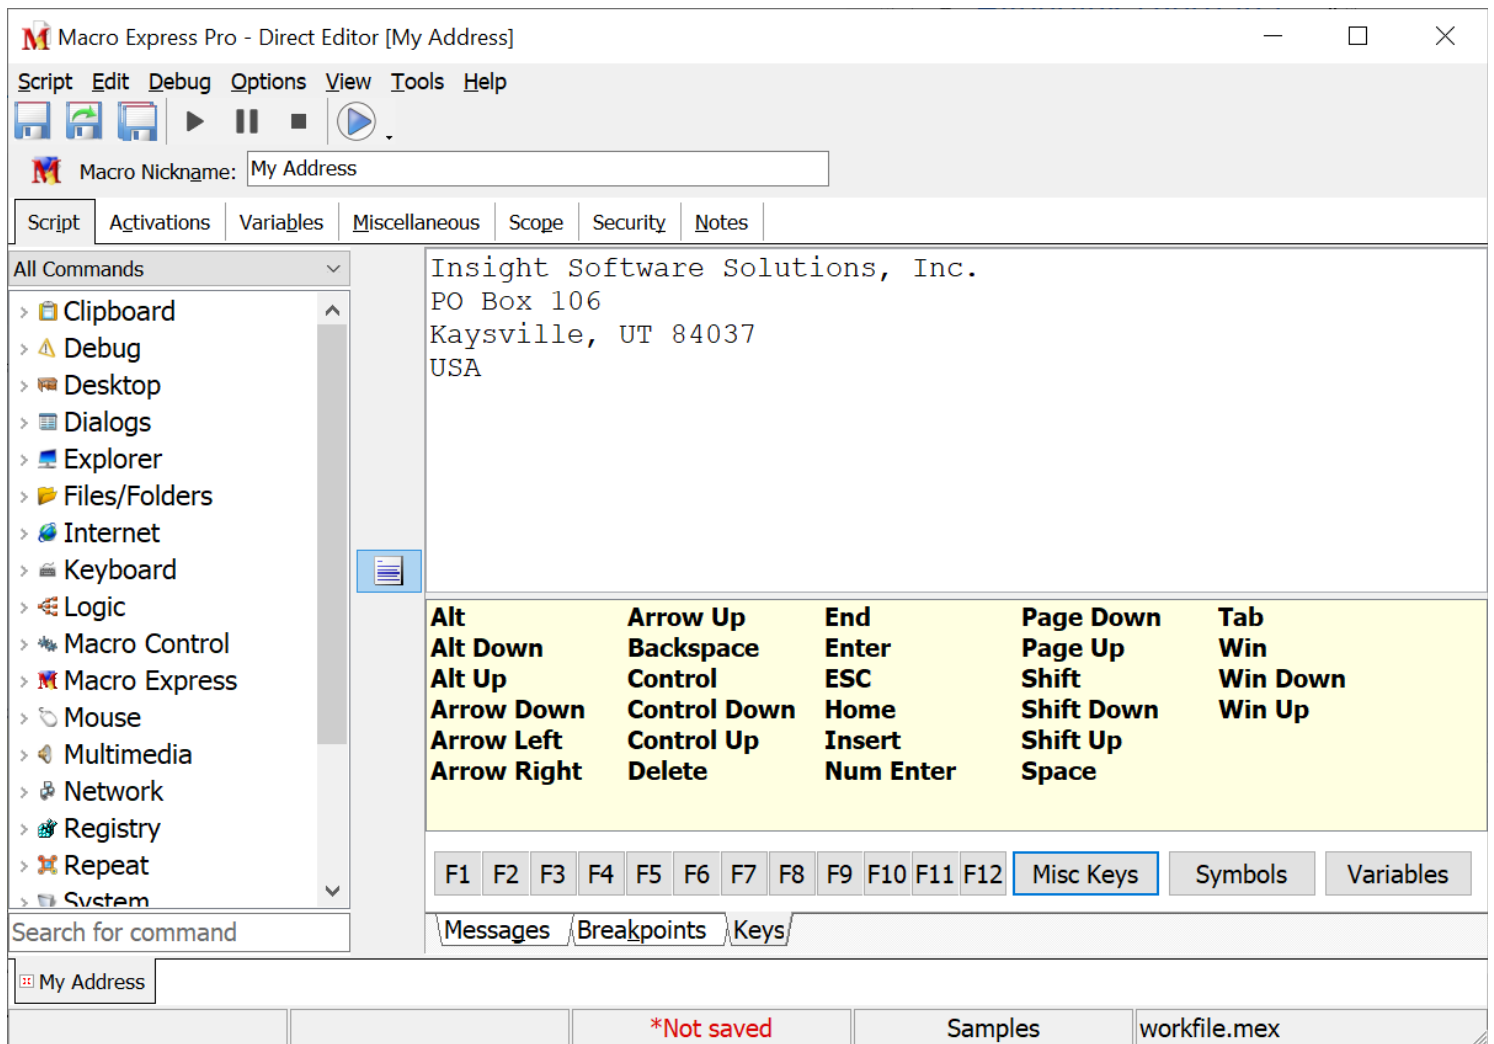 Macro Express Pro - Direct Editor [My Address]
Script Edit Debug Options View Tools Help
Macro Nickname: My Address
Script Activations Variables Miscellaneous Scope Security Notes
All Commands
Clipboard
Debug
Desktop
Dialogs
Explorer
Files/Folders
Internet
Keyboard
Logic
Macro Control
Macro Express
Mouse
Multimedia
Network
Registry
Repeat
System
Search for command
Insight Software Solutions, Inc.
PO Box 106
Kaysville, UT 84037
USA
Alt Arrow Up End Page Down Tab
Alt Down Backspace Enter Page Up Win
Alt Up Control ESC Shift Win Down
Arrow Down Control Down Home Shift Down Win Up
Arrow Left Control Up Insert Shift Up
Arrow Right Delete Num Enter Space
F1 F2 F3 F4 F5 F6 F7 F8 F9 F10 F11 F12 Misc Keys Symbols Variables
Messages Breakpoints Keys
My Address
*Not saved Samples workfile.mex